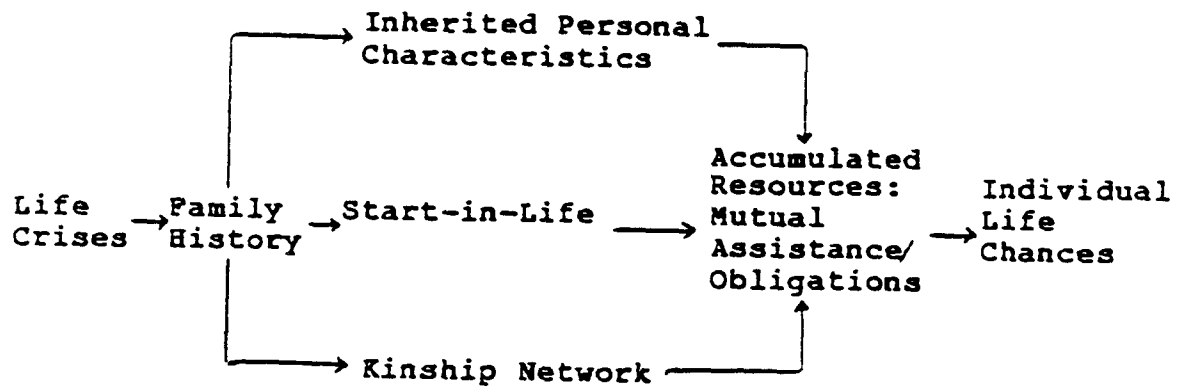 Inherited Personal
Characteristics
Life
Crises
Family
History
Start-in-Life
Accumulated
Resources:
Mutual
Assistance/
Obligations
Individual
Life
Chances
Kinship Network